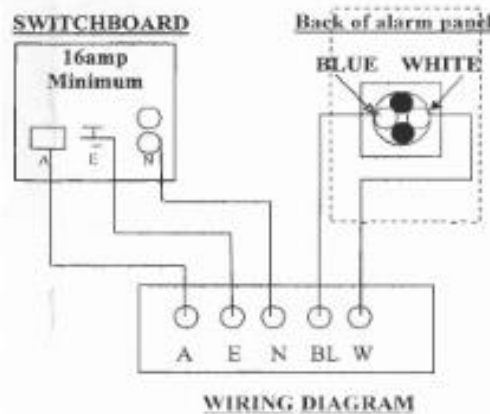 SWITCHBOARD
16amp
Minimum
A E N
Back of alarm panel
BLUE WHITE
A E N BL W
WIRING DIAGRAM